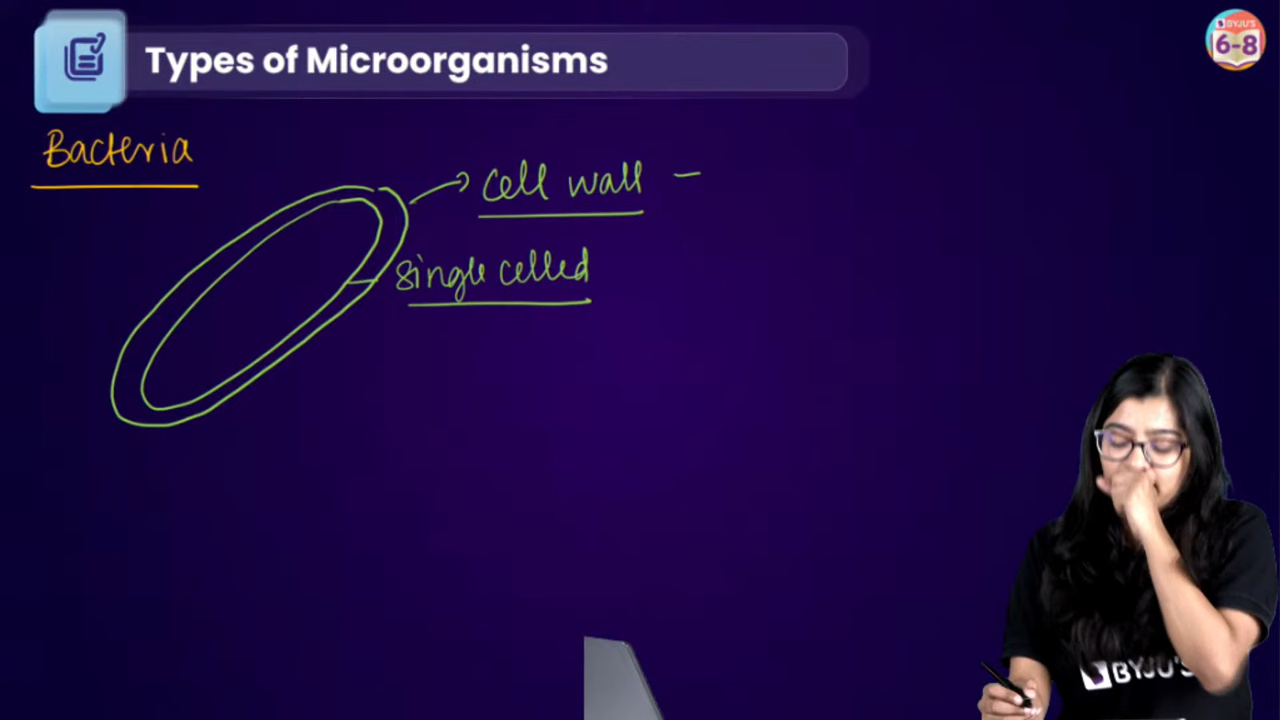 Types of Microorganisms
BYJU'S
6-8
Bacteria
cell wall -
single celled
BYJU'S